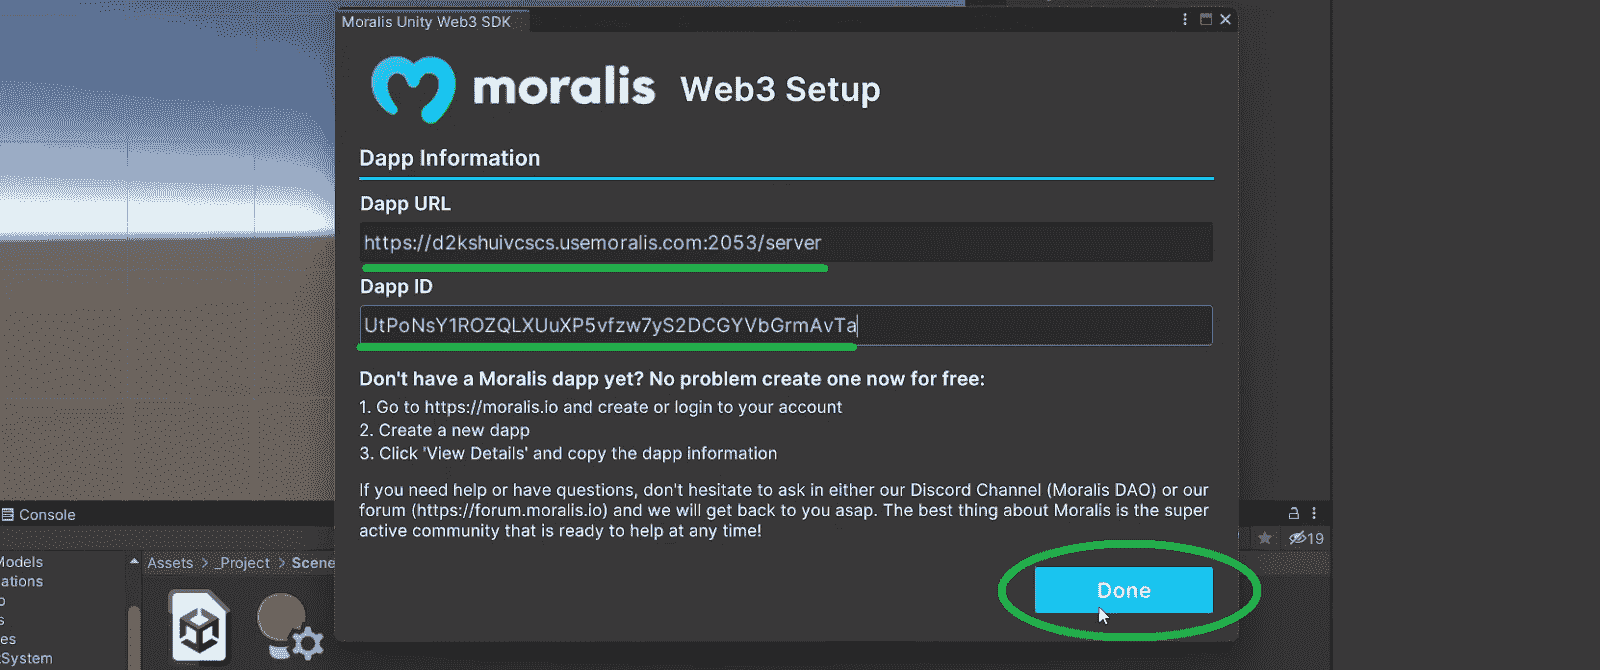 Moralis Unity Web3 SDK
moralis Web3 Setup
Dapp Information
Dapp URL
https://d2kshuivcscs.usemoralis.com:2053/server
Dapp ID
UtPoNsY1ROZQLXUuXP5vfzw7yS2DCGYVbGrmAvTa
Don't have a Moralis dapp yet? No problem create one now for free:
1. Go to https://moralis.io and create or login to your account
2. Create a new dapp
3. Click 'View Details' and copy the dapp information
If you need help or have questions, don't hesitate to ask in either our Discord Channel (Moralis DAO) or our
forum (https://forum.moralis.io) and we will get back to you asap. The best thing about Moralis is the super
active community that is ready to help at any time!
Done
Console
19
Models
ations
Assets > _Project > Scene
es
System